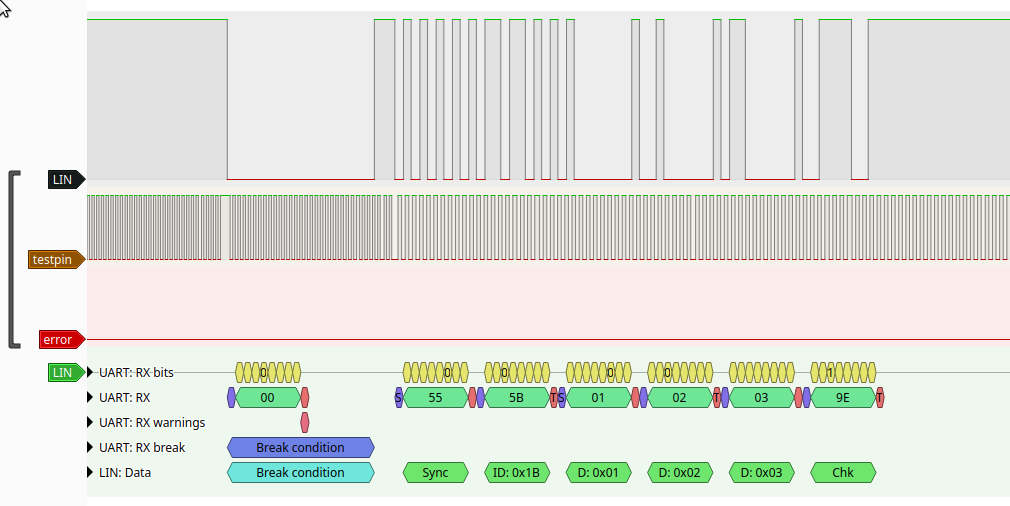 LIN
testpin
error
LIN
UART: RX bits 0 0 0 0 0 1
UART: RX 00 S 55 5B T S 01 02 T 03 9E T
UART: RX warnings
UART: RX break Break condition
LIN: Data Break condition Sync ID: 0x1B D: 0x01 D: 0x02 D: 0x03 Chk